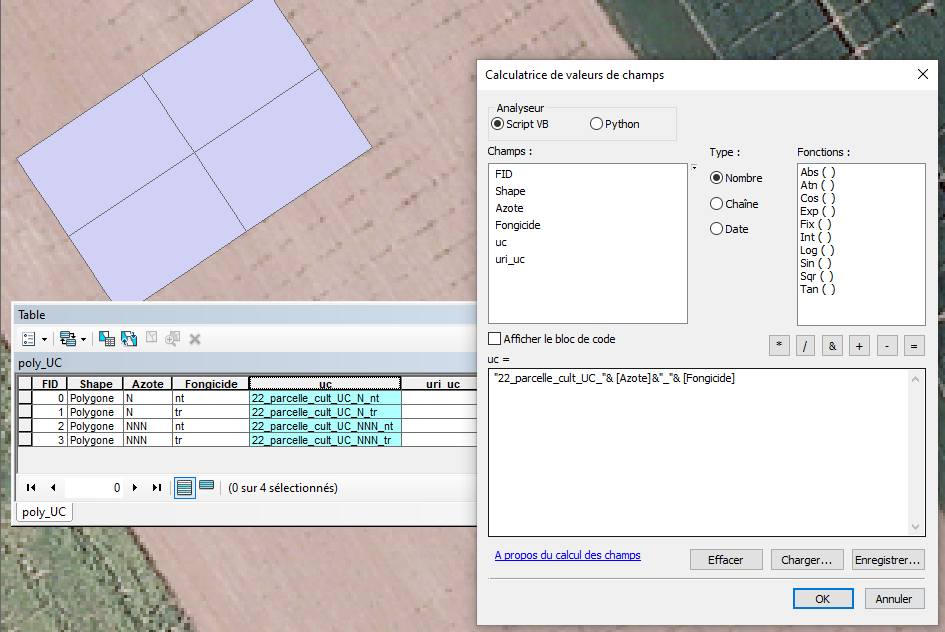 Calculatrice de valeurs de champs
Analyseur
Script VB
Python
Champs :
FID
Shape
Azote
Fongicide
uc
uri_uc
Type :
Nombre
Chaîne
Date
Fonctions :
Abs ( )
Atn ( )
Cos ( )
Exp ( )
Fix ( )
Int ( )
Log ( )
Sin ( )
Sqr ( )
Tan ( )
Afficher le bloc de code
* / & + - =
uc =
"22_parcelle_cult_UC_"& [Azote]&"_"& [Fongicide]
A propos du calcul des champs
Effacer
Charger...
Enregistrer...
OK
Annuler
Table
poly_UC
FID Shape Azote Fongicide uc uri_uc
0 Polygone N nt 22_parcelle_cult_UC_N_nt
1 Polygone N tr 22_parcelle_cult_UC_N_tr
2 Polygone NNN nt 22_parcelle_cult_UC_NNN_nt
3 Polygone NNN tr 22_parcelle_cult_UC_NNN_tr
0
(0 sur 4 sélectionnés)
poly_UC